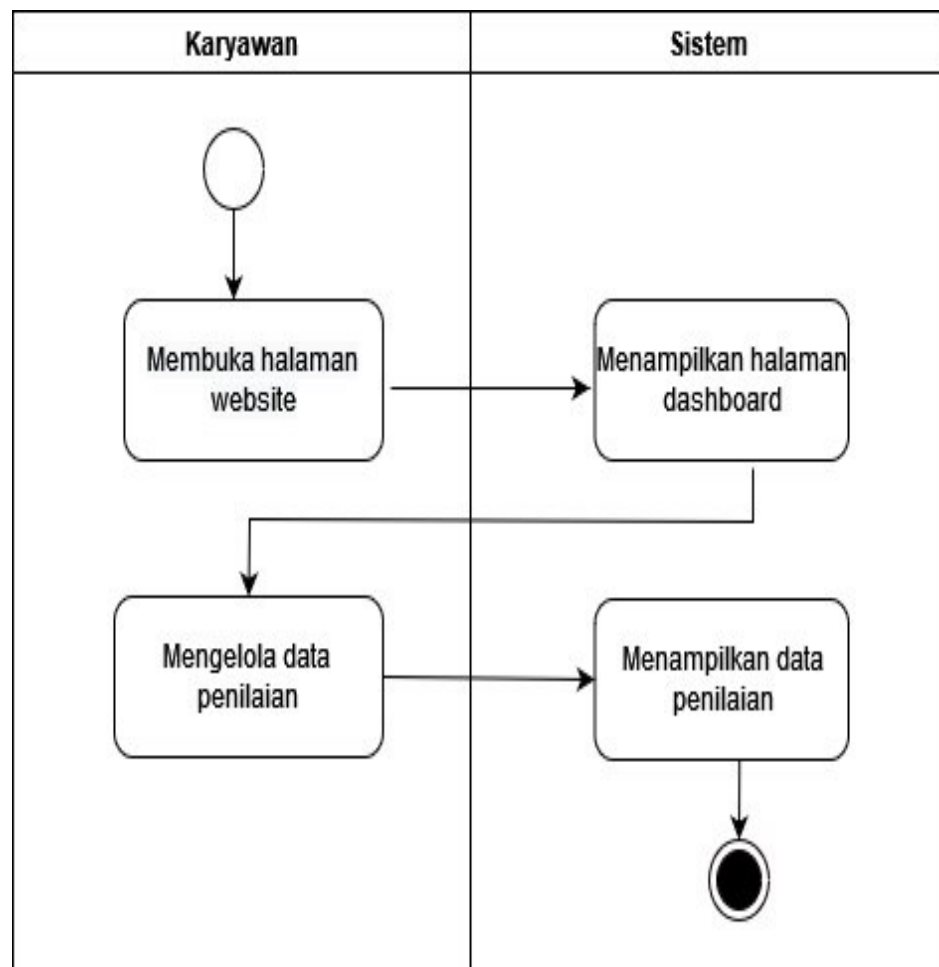 Karyawan
Sistem
Membuka halaman
website
Menampilkan halaman
dashboard
Mengelola data
penilaian
Menampilkan data
penilaian